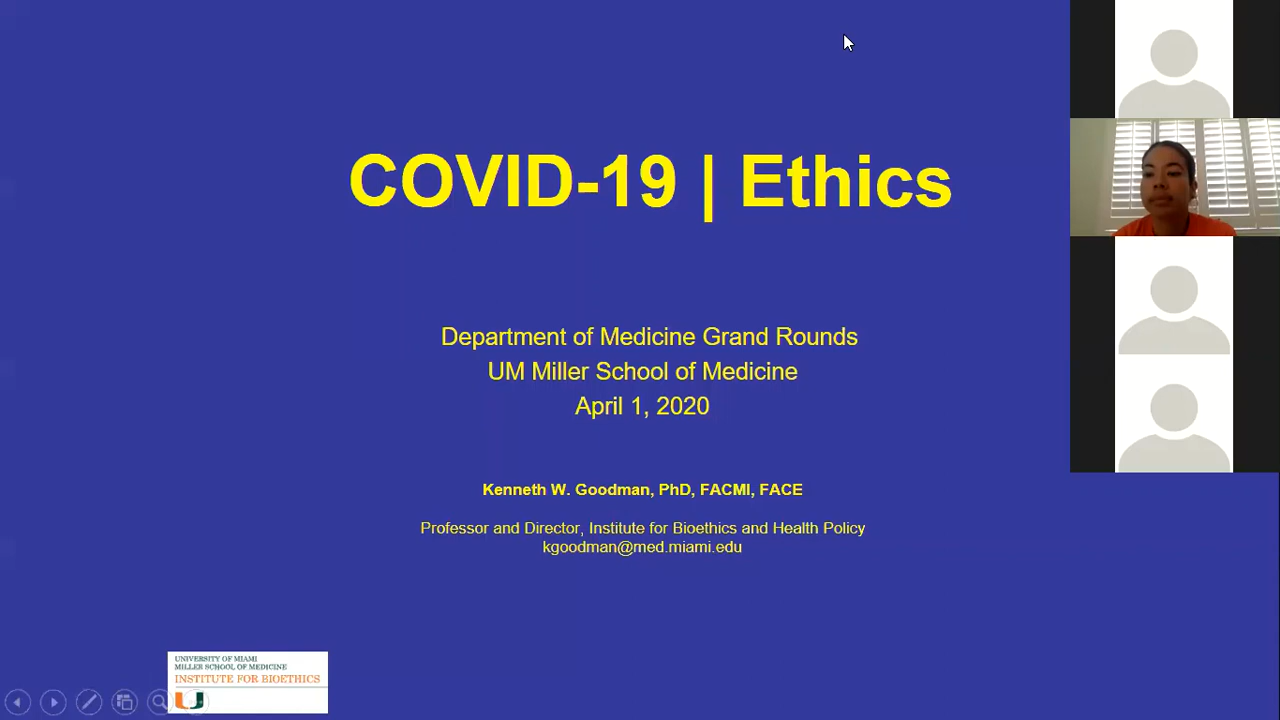 COVID-19 | Ethics
Department of Medicine Grand Rounds
UM Miller School of Medicine
April 1, 2020
Kenneth W. Goodman, PhD, FACMI, FACE
Professor and Director, Institute for Bioethics and Health Policy
kgoodman@med.miami.edu
UNIVERSITY OF MIAMI
MILLER SCHOOL OF MEDICINE
INSTITUTE FOR BIOETHICS